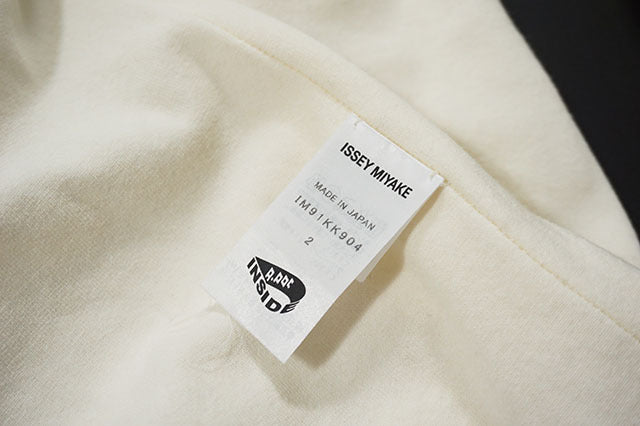 ISSEY MIYAKE
MADE IN JAPAN
IM91KK904
2
A-POC
INSIDE